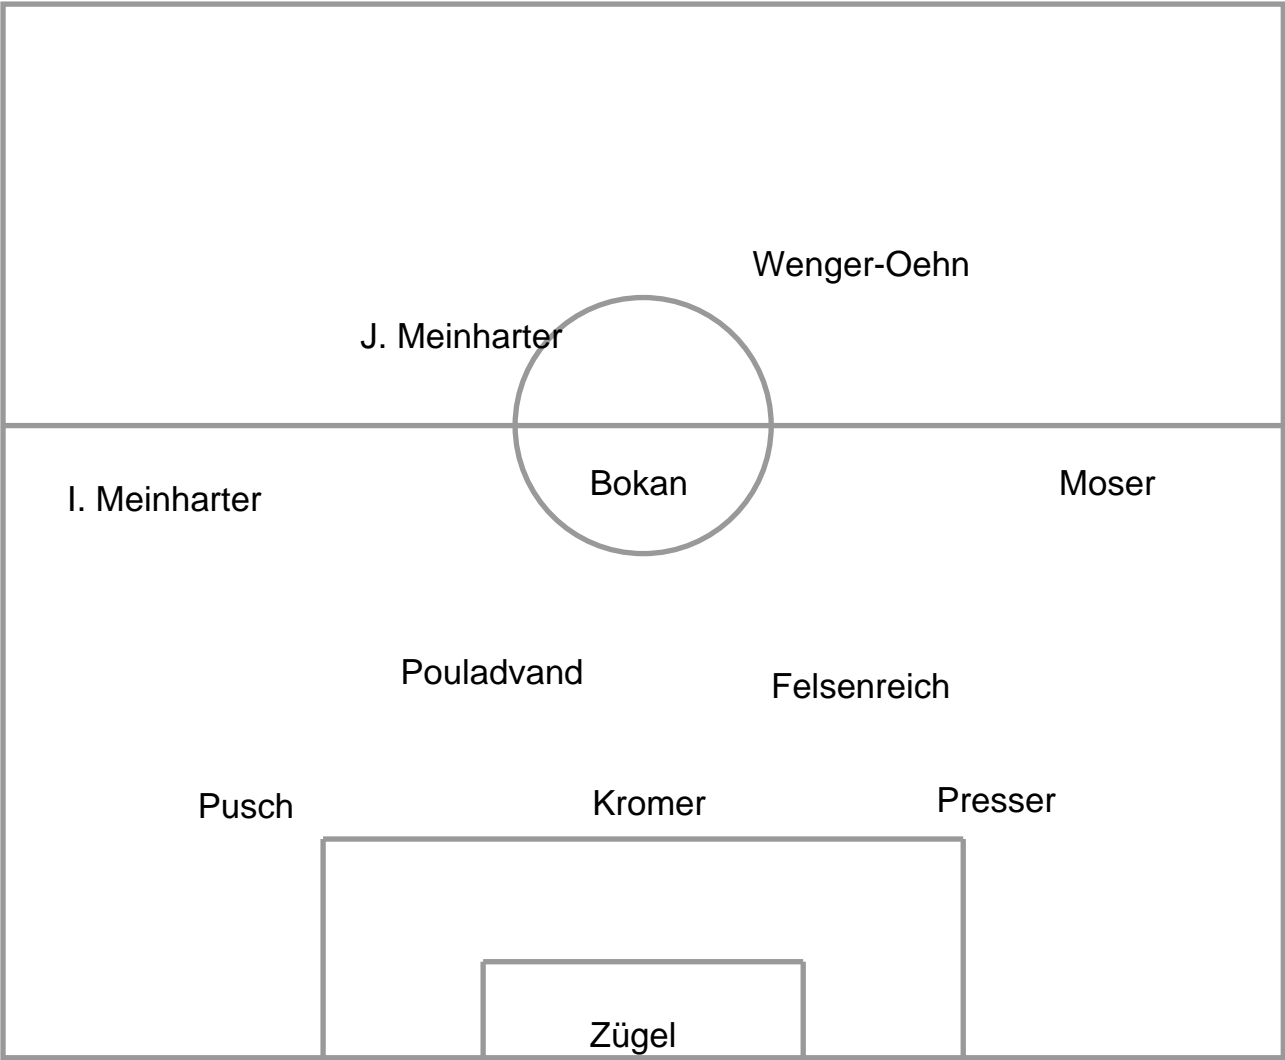 Wenger-Oehn
J. Meinharter
I. Meinharter
Bokan
Moser
Pouladvand
Felsenreich
Pusch
Kromer
Presser
Zügel